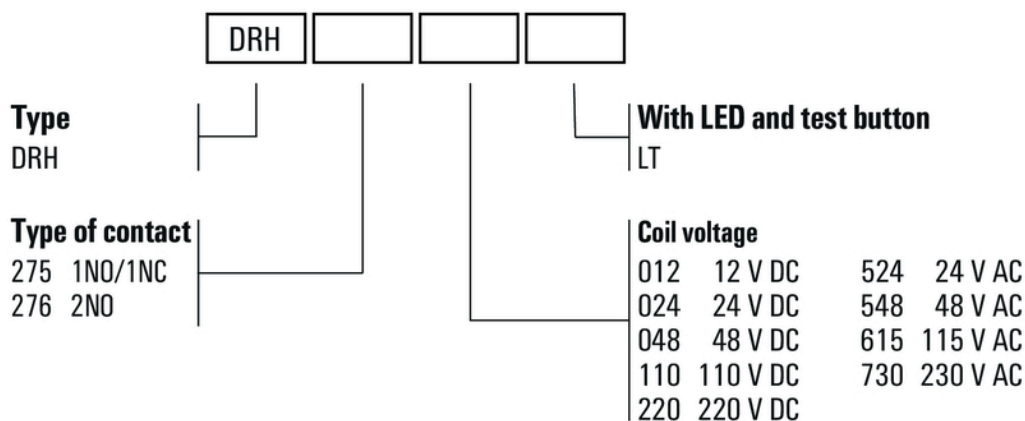 DRH
Type
DRH
With LED and test button
LT
Type of contact
275 1NO/1NC
276 2NO
Coil voltage
012 12 V DC 524 24 V AC
024 24 V DC 548 48 V AC
048 48 V DC 615 115 V AC
110 110 V DC 730 230 V AC
220 220 V DC